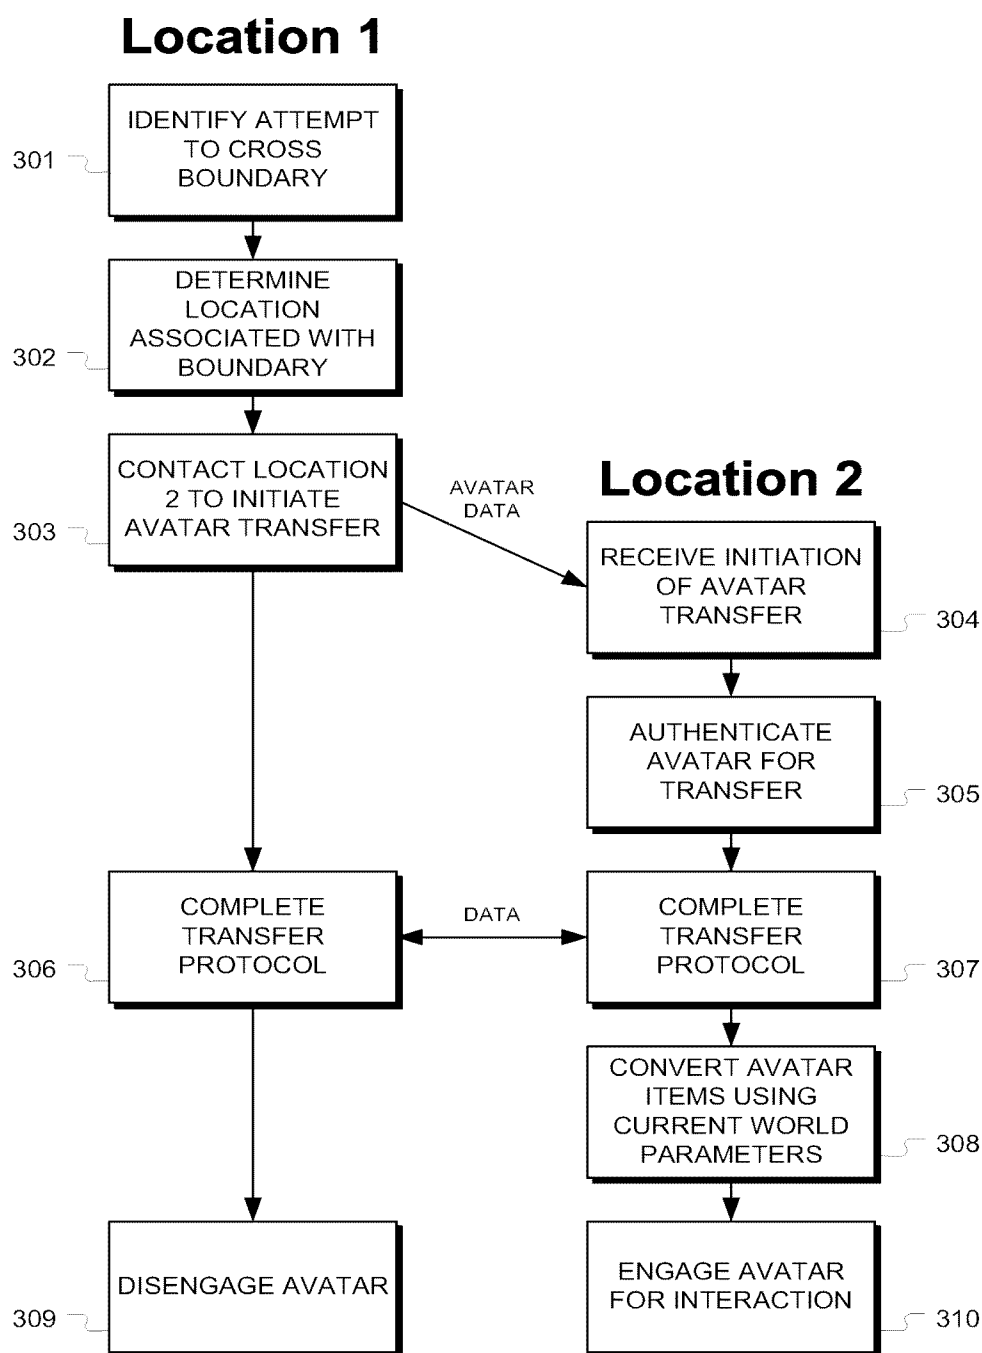 Location 1
IDENTIFY ATTEMPT
TO CROSS
BOUNDARY
301
DETERMINE
LOCATION
ASSOCIATED WITH
BOUNDARY
302
CONTACT LOCATION
2 TO INITIATE
AVATAR TRANSFER
303
AVATAR
DATA
Location 2
RECEIVE INITIATION
OF AVATAR
TRANSFER
304
AUTHENTICATE
AVATAR FOR
TRANSFER
305
COMPLETE
TRANSFER
PROTOCOL
306
DATA
COMPLETE
TRANSFER
PROTOCOL
307
CONVERT AVATAR
ITEMS USING
CURRENT WORLD
PARAMETERS
308
DISENGAGE AVATAR
309
ENGAGE AVATAR
FOR INTERACTION
310